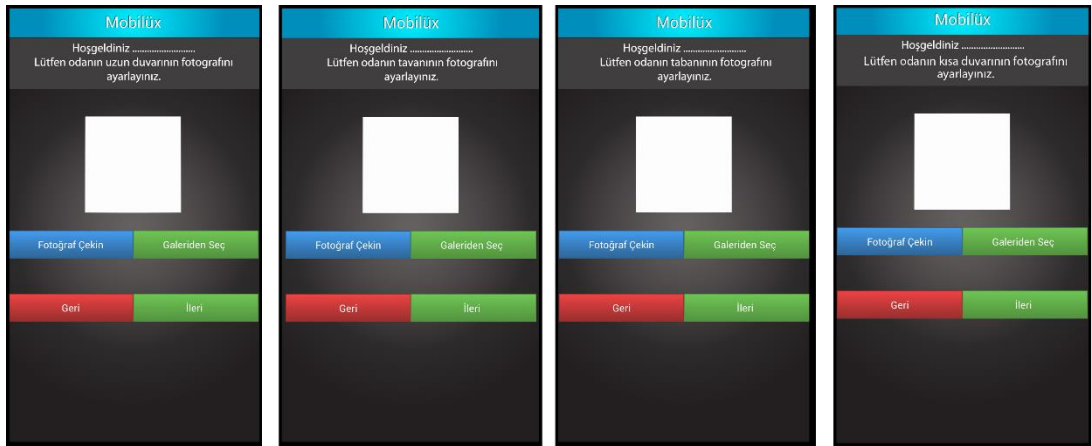 Mobilüx
Hoşgeldiniz ..........................
Lütfen odanın uzun duvarının fotografını
ayarlayınız.
Fotoğraf Çekin
Galeriden Seç
Geri
İleri
Mobilüx
Hoşgeldiniz ..........................
Lütfen odanın tavanının fotografını
ayarlayınız.
Fotoğraf Çekin
Galeriden Seç
Geri
İleri
Mobilüx
Hoşgeldiniz ..........................
Lütfen odanın tabanının fotografını
ayarlayınız.
Fotoğraf Çekin
Galeriden Seç
Geri
İleri
Mobilüx
Hoşgeldiniz ..........................
Lütfen odanın kısa duvarının fotografını
ayarlayınız.
Fotoğraf Çekin
Galeriden Seç
Geri
İleri